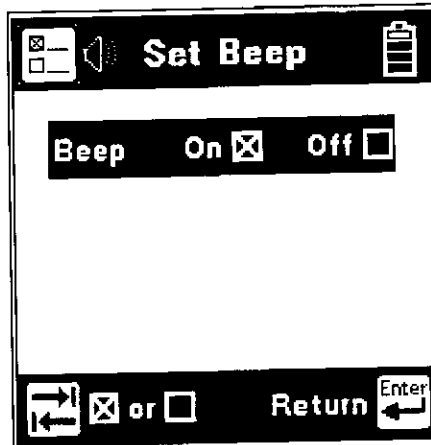 Set Beep
Beep On ☒ Off ☐
☒ or ☐ Return Enter